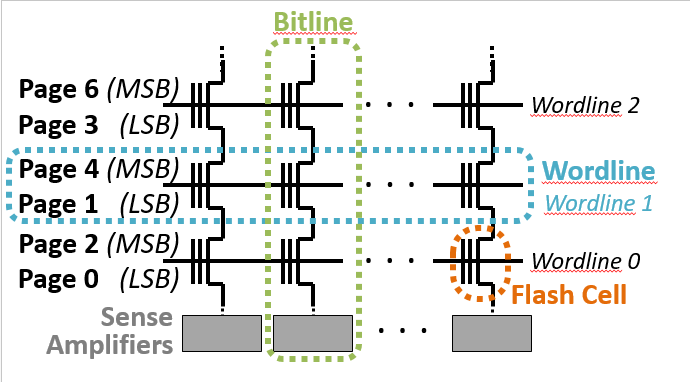 Bitline
Page 6 (MSB)
Page 3 (LSB)
Wordline 2
Page 4 (MSB)
Page 1 (LSB)
Wordline
Wordline 1
Page 2 (MSB)
Page 0 (LSB)
Wordline 0
Flash Cell
Sense
Amplifiers